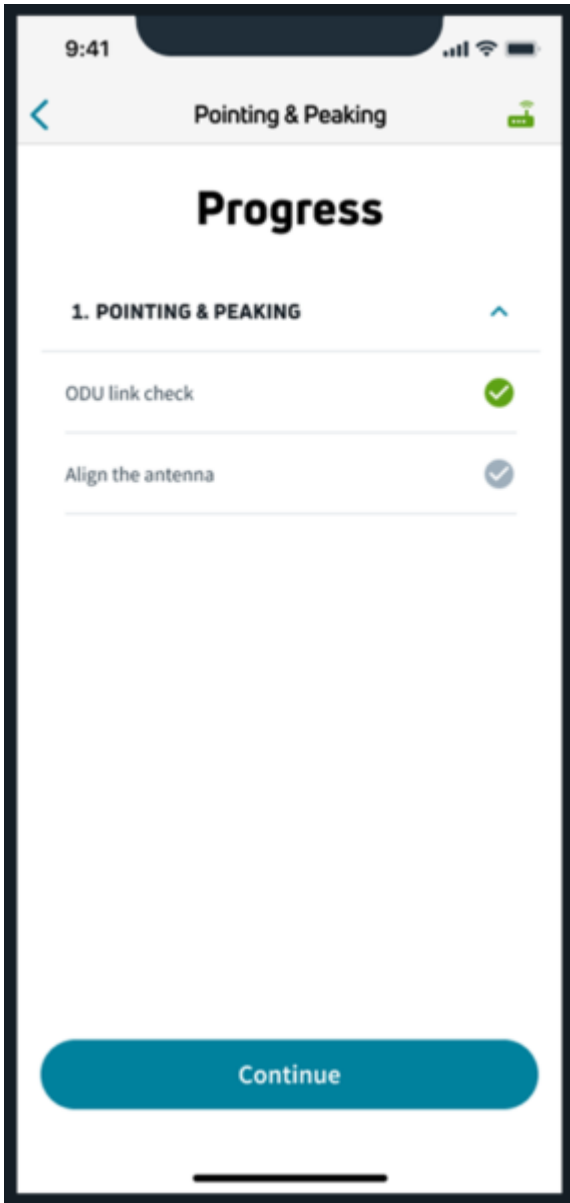 9:41
Pointing & Peaking
Progress
1. POINTING & PEAKING
ODU link check
Align the antenna
Continue